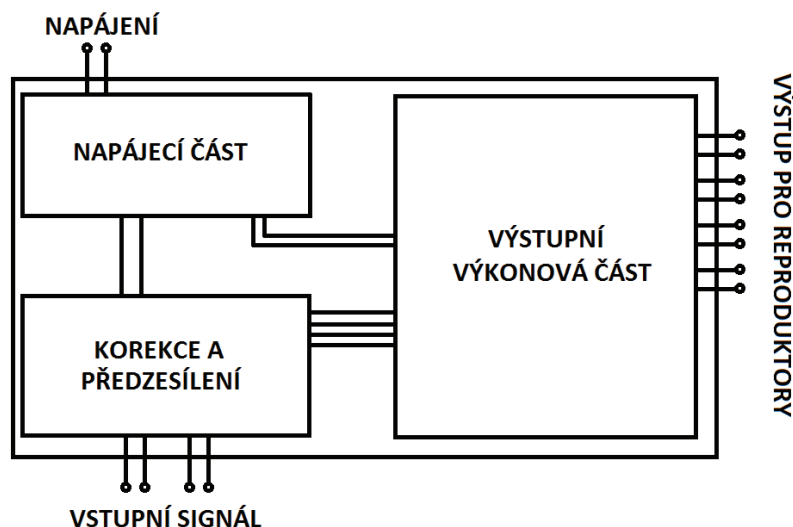 NAPÁJENÍ
NAPÁJECÍ ČÁST
VÝSTUPNÍ
VÝKONOVÁ ČÁST
KOREKCE A
PŘEDZESÍLENÍ
VSTUPNÍ SIGNÁL
VÝSTUP PRO REPRODUKTORY